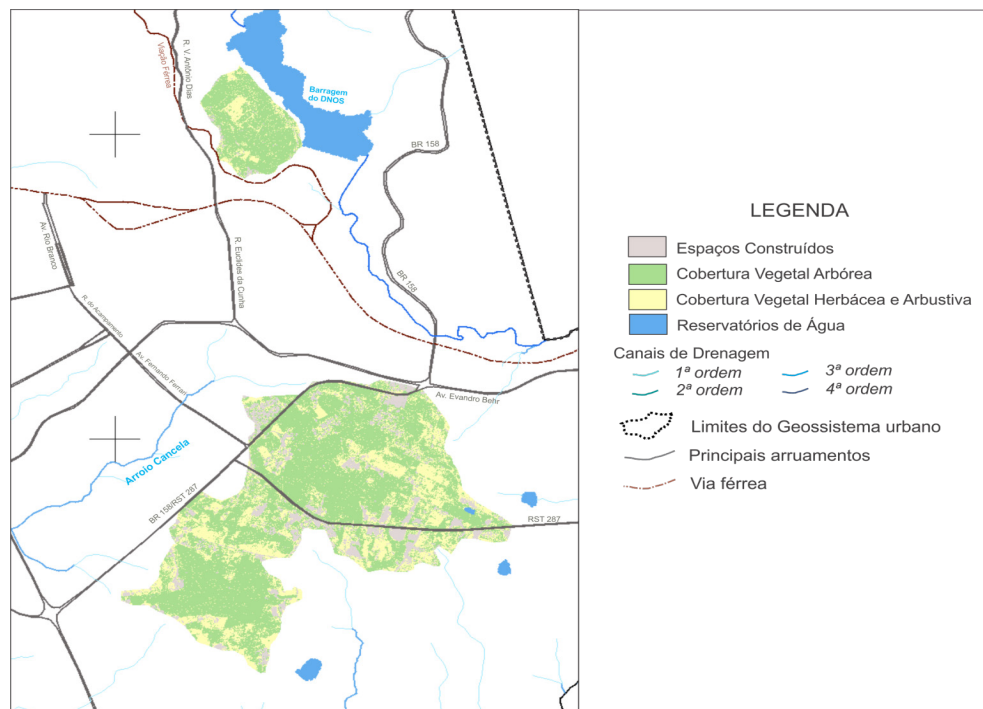 Viação Férrea
R. V. Antônio Dias
Barragem
do DNOS
BR 158
Av. Rio Branco
R. Euclides da Cunha
BR 158
R. do Acampamento
Av. Fernando Ferrari
Av. Evandro Behr
Arroio Cancela
BR 158/RST 287
RST 287
LEGENDA
Espaços Construídos
Cobertura Vegetal Arbórea
Cobertura Vegetal Herbácea e Arbustiva
Reservatórios de Água
Canais de Drenagem
1ª ordem
3ª ordem
2ª ordem
4ª ordem
Limites do Geossistema urbano
Principais arruamentos
Via férrea